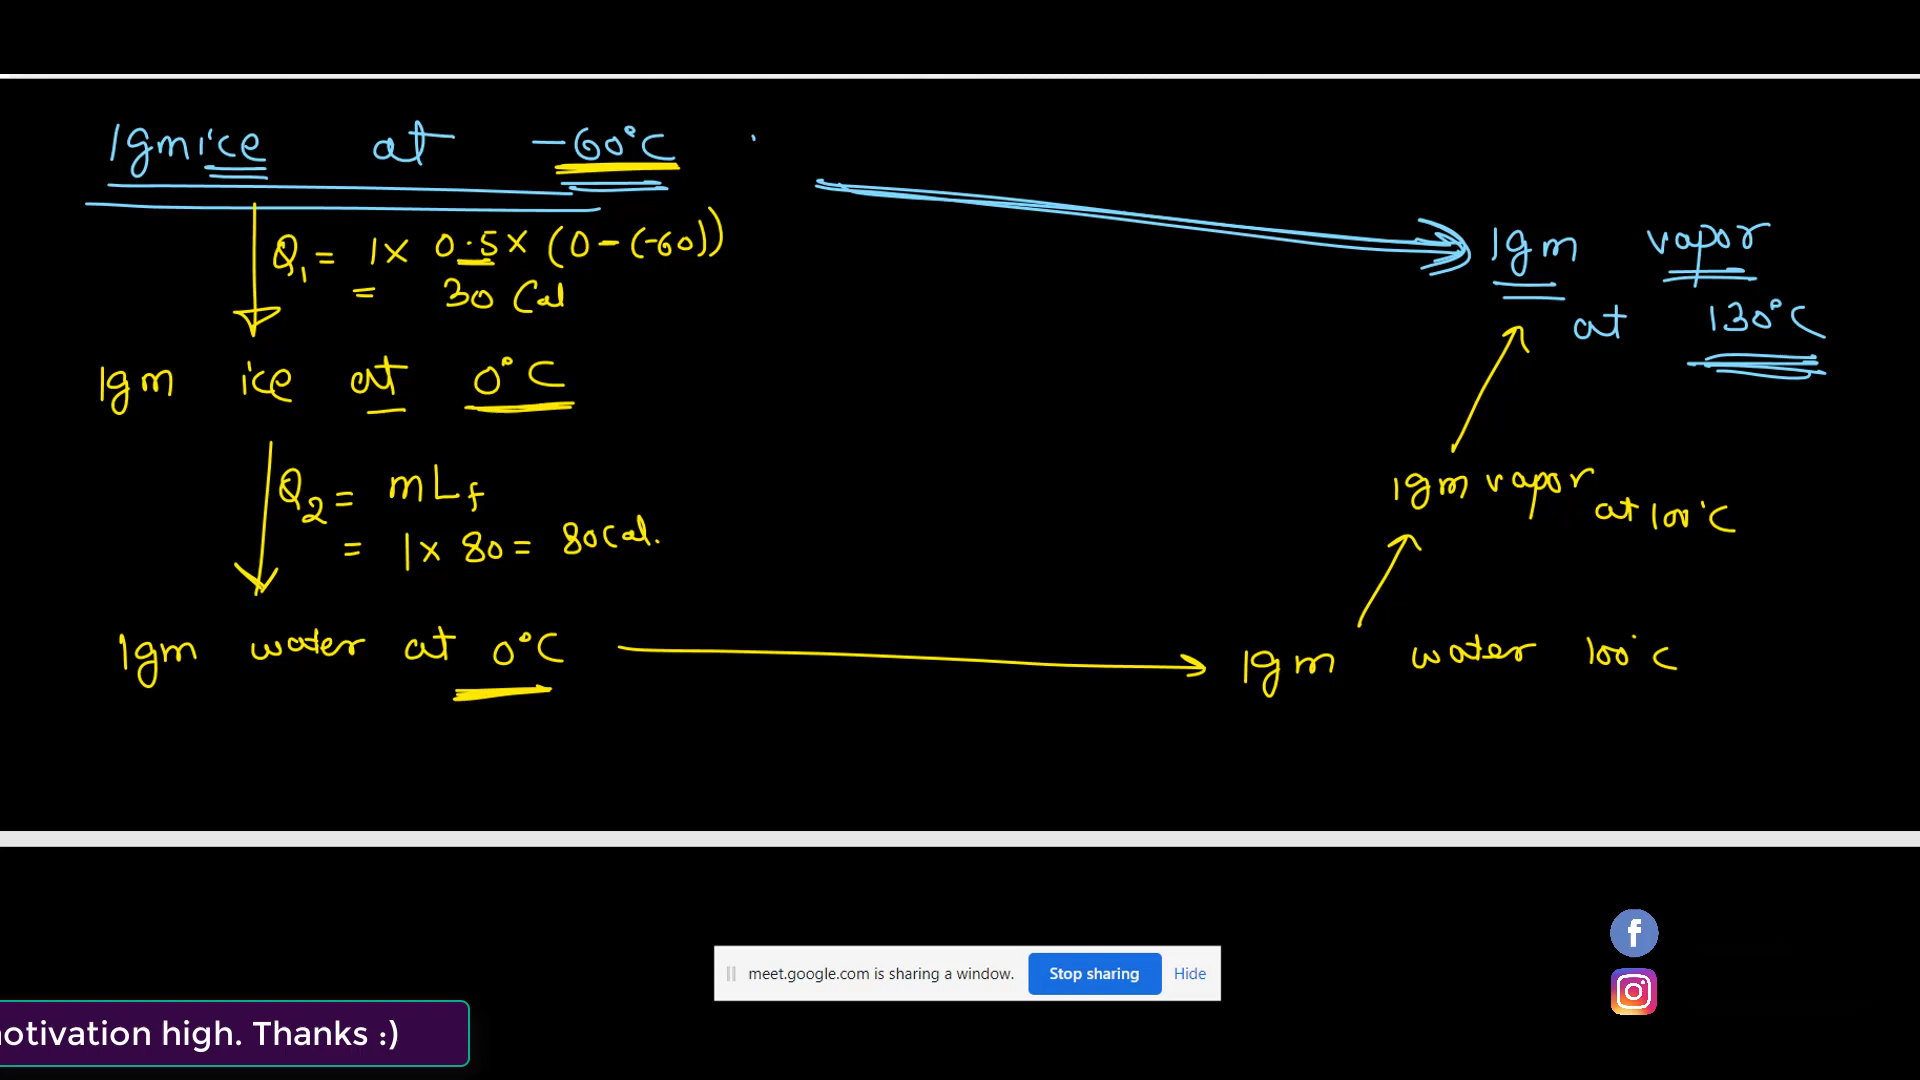 1gm ice at -60°C
Q₁ = 1 × 0.5 × (0 - (-60))
= 30 Cal
1gm ice at 0°C
Q₂ = mLf
= 1 × 80 = 80 Cal.
1gm water at 0°C
1gm water 100°C
1gm vapor at 100°C
1gm vapor
at 130°C
meet.google.com is sharing a window. Stop sharing Hide
otivation high. Thanks :)